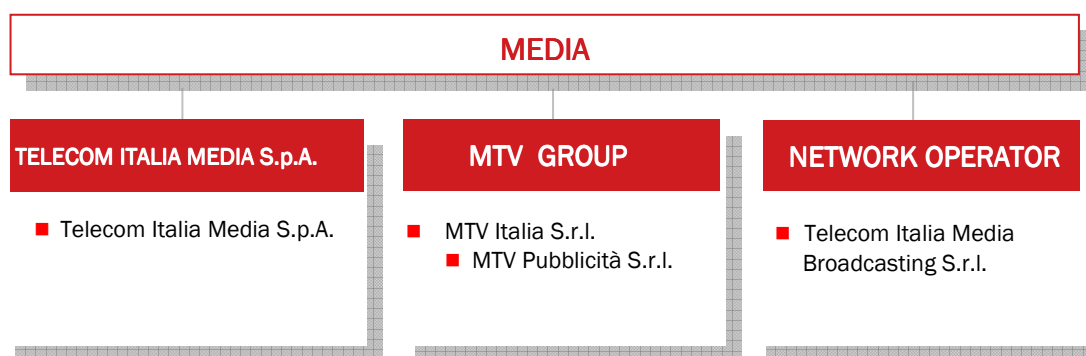 MEDIA
TELECOM ITALIA MEDIA S.p.A.
Telecom Italia Media S.p.A.
MTV GROUP
MTV Italia S.r.l.
MTV Pubblicità S.r.l.
NETWORK OPERATOR
Telecom Italia Media
Broadcasting S.r.l.